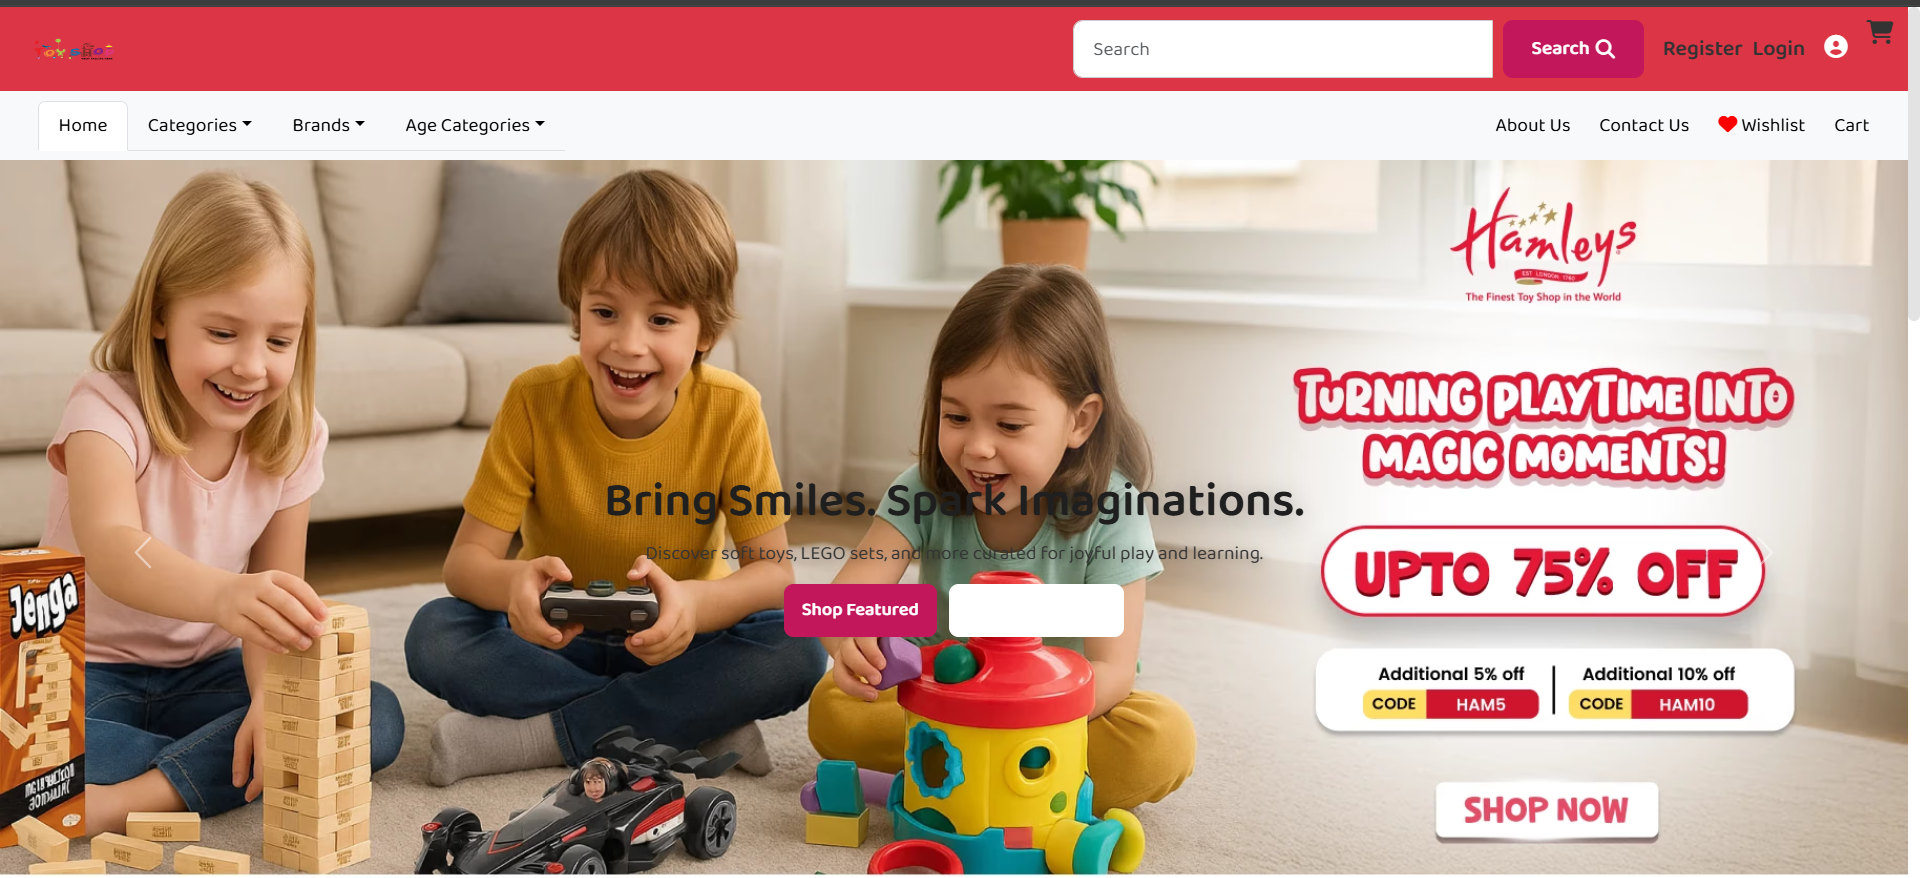 TOY SHOP
Search
Search
Register Login
Home
Categories
Brands
Age Categories
About Us
Contact Us
Wishlist
Cart
Hamleys
EST. LONDON. 1760
The Finest Toy Shop in the World
TURNING PLAYTIME INTO
MAGIC MOMENTS!
Bring Smiles. Spark Imaginations.
Discover soft toys, LEGO sets, and more curated for joyful play and learning.
UPTO 75% OFF
Shop Featured
Jenga
Additional 5% off
CODE HAM5
Additional 10% off
CODE HAM10
SHOP NOW